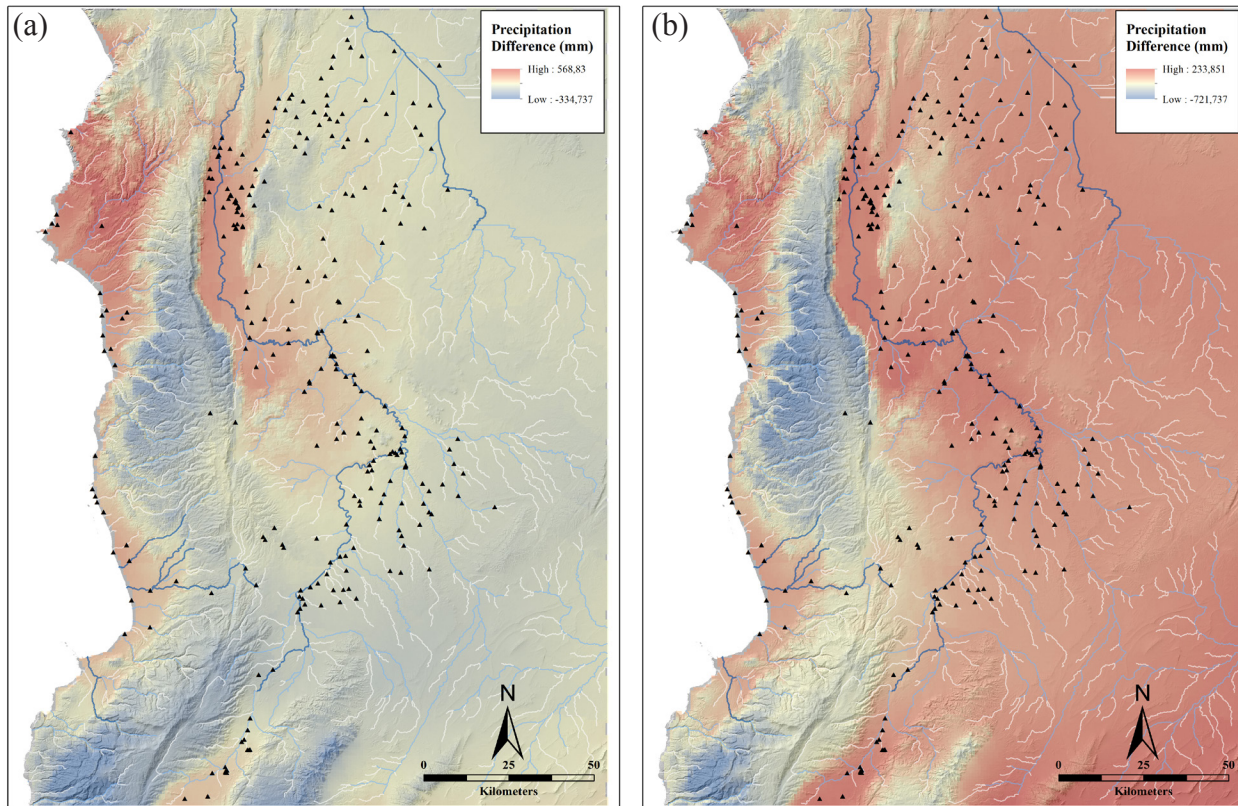 (a)
Precipitation
Difference (mm)
High : 568,83
Low : -334,737
N
0 25 50
Kilometers
(b)
Precipitation
Difference (mm)
High : 233,851
Low : -721,737
N
0 25 50
Kilometers